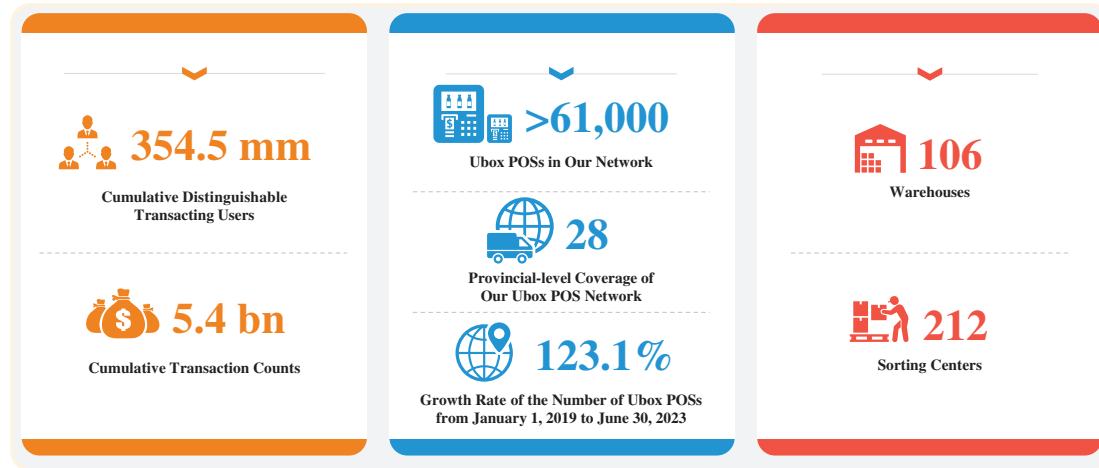 354.5 mm
Cumulative Distinguishable
Transacting Users
5.4 bn
Cumulative Transaction Counts
>61,000
Ubox POSs in Our Network
28
Provincial-level Coverage of
Our Ubox POS Network
123.1%
Growth Rate of the Number of Ubox POSs
from January 1, 2019 to June 30, 2023
106
Warehouses
212
Sorting Centers